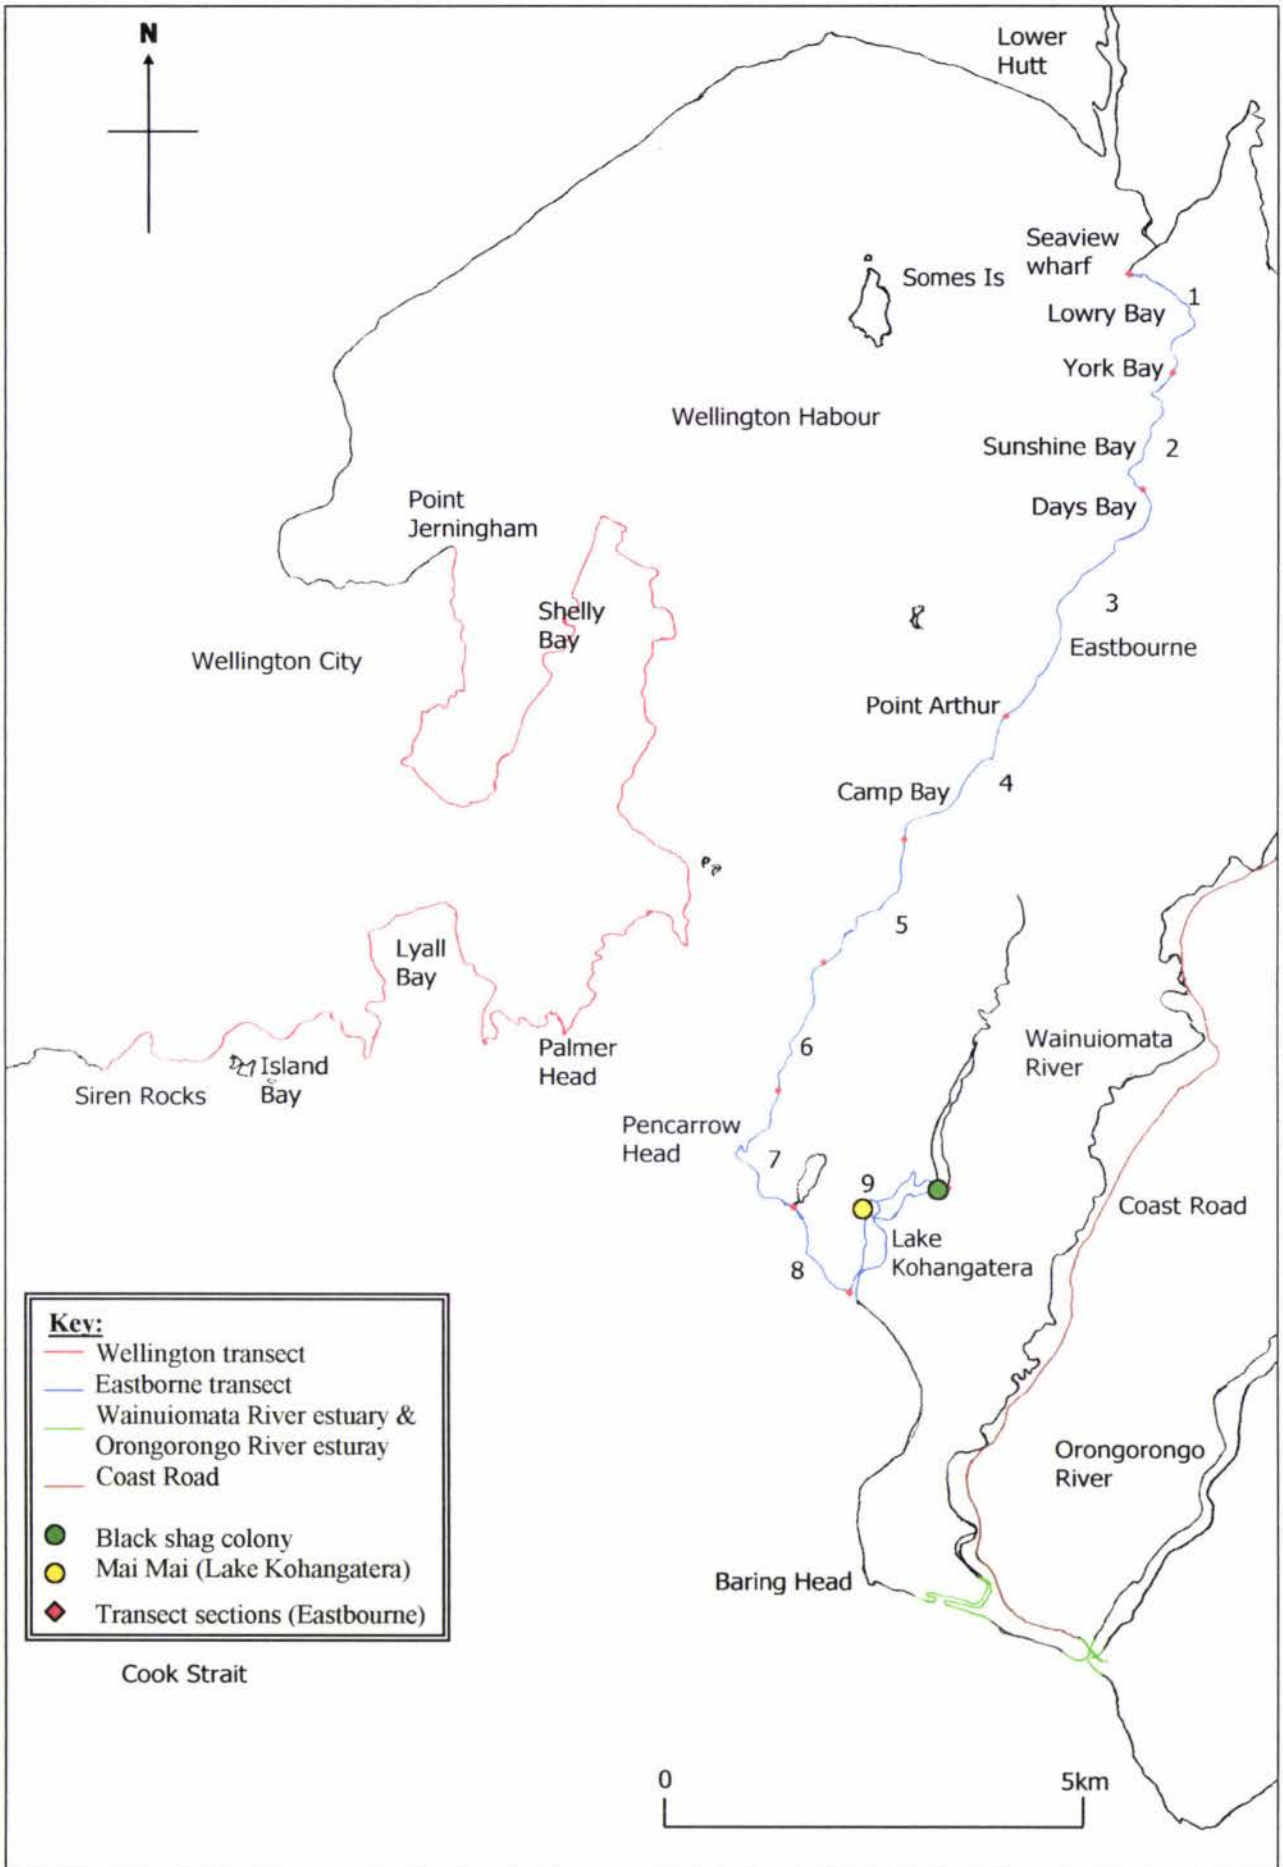 N
Lower
Hutt
Seaview
wharf
Somes Is
1
Lowry Bay
York Bay
Wellington Habour
Sunshine Bay
2
Point
Jerningham
Days Bay
Shelly
Bay
3
Wellington City
Eastbourne
Point Arthur
4
Camp Bay
5
Lyall
Bay
Wainuiomata
River
6
Palmer
Head
Island
Bay
Siren Rocks
Pencarrow
Head
7
9
Coast Road
Lake
Kohangatera
8
Key:
Wellington transect
Eastborne transect
Wainuiomata River estuary &
Orongorongo River esturay
Coast Road
Black shag colony
Mai Mai (Lake Kohangatera)
Transect sections (Eastbourne)
Orongorongo
River
Baring Head
Cook Strait
0
5km